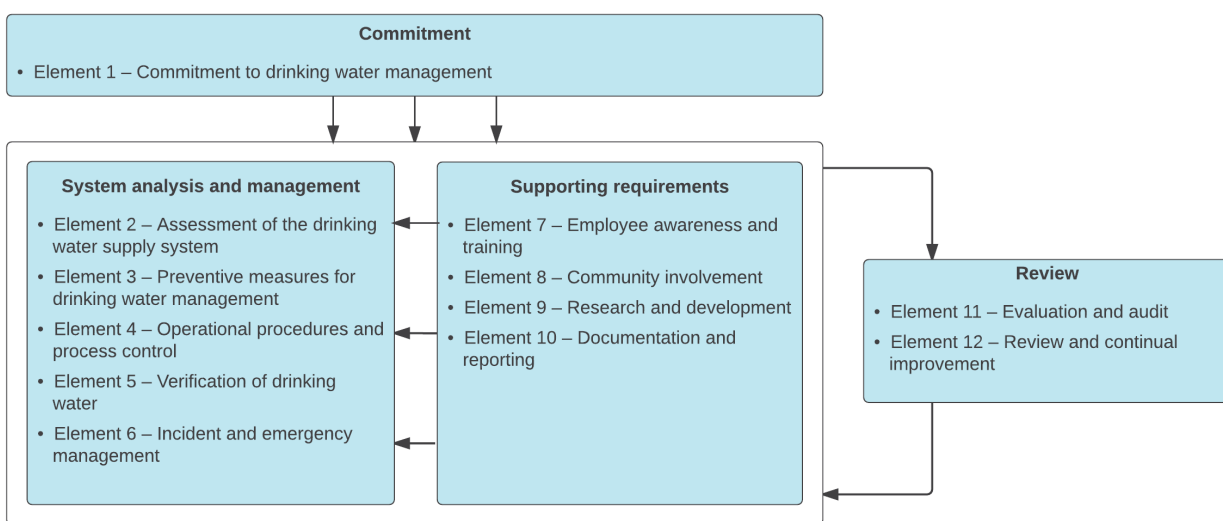 Commitment
• Element 1 – Commitment to drinking water management
System analysis and management
• Element 2 – Assessment of the drinking
water supply system
• Element 3 – Preventive measures for
drinking water management
• Element 4 – Operational procedures and
process control
• Element 5 – Verification of drinking
water
• Element 6 – Incident and emergency
management
Supporting requirements
• Element 7 – Employee awareness and
training
• Element 8 – Community involvement
• Element 9 – Research and development
• Element 10 – Documentation and
reporting
Review
• Element 11 – Evaluation and audit
• Element 12 – Review and continual
improvement